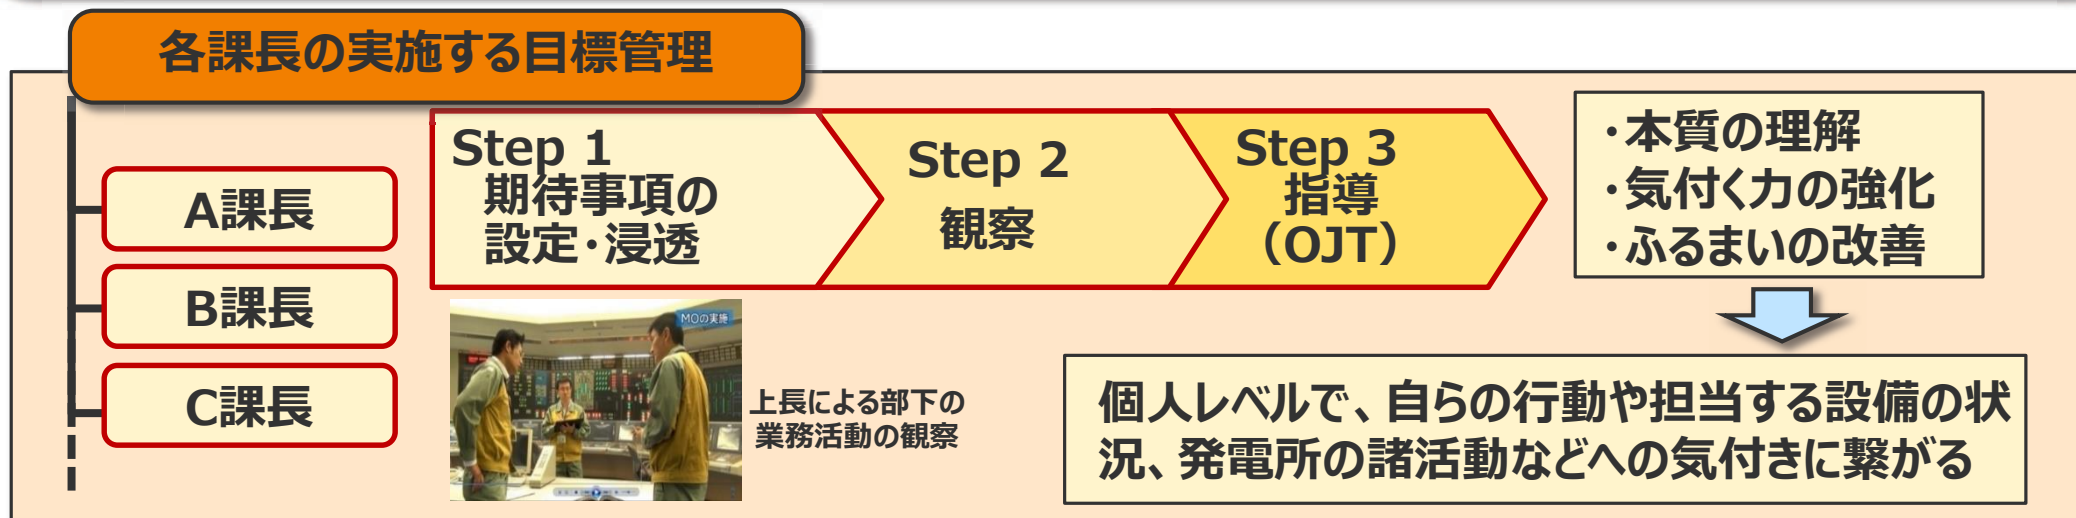 各課長の実施する目標管理
A課長
B課長
C課長
Step 1
期待事項の
設定・浸透
Step 2
観察
Step 3
指導
（OJT）
・本質の理解
・気付く力の強化
・ふるまいの改善
MOの実施
上長による部下の
業務活動の観察
個人レベルで、自らの行動や担当する設備の状
況、発電所の諸活動などへの気付きに繋がる